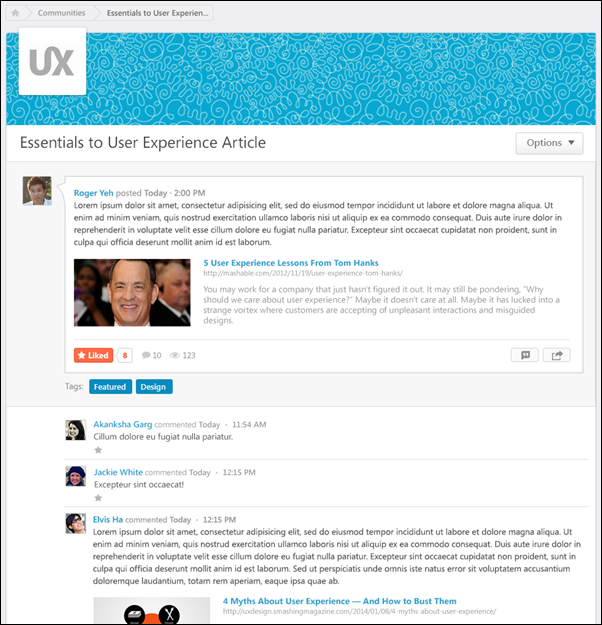 Communities
Essentials to User Experien...
UX
Essentials to User Experience Article
Options
Roger Yeh posted Today · 2:00 PM
Lorem ipsum dolor sit amet, consectetur adipisicing elit, sed do eiusmod tempor incididunt ut labore et dolore magna aliqua. Ut
enim ad minim veniam, quis nostrud exercitation ullamco laboris nisi ut aliquip ex ea commodo consequat. Duis aute irure dolor in
reprehenderit in voluptate velit esse cillum dolore eu fugiat nulla pariatur. Excepteur sint occaecat cupidatat non proident, sunt in
culpa qui officia deserunt mollit anim id est laborum.
5 User Experience Lessons From Tom Hanks
http://mashable.com/2012/11/19/user-experience-tom-hanks/
You may work for a company that just hasn't figured it out. It may still be pondering, "Why
should we care about user experience?" Maybe it doesn't care at all. Maybe it has lucked into a
strange vortex where customers are accepting of unpleasant interactions and misguided
designs.
Liked 8 10 123
Tags: Featured Design
Akanksha Garg commented Today • 11:54 AM
Cillum dolore eu fugiat nulla pariatur.
Jackie White commented Today • 12:15 PM
Excepteur sint occaecat!
Elvis Ha commented Today • 12:15 PM
Lorem ipsum dolor sit amet, consectetur adipisicing elit, sed do eiusmod tempor incididunt ut labore et dolore magna aliqua. Ut
enim ad minim veniam, quis nostrud exercitation ullamco laboris nisi ut aliquip ex ea commodo consequat. Duis aute irure dolor in
reprehenderit in voluptate velit esse cillum dolore eu fugiat nulla pariatur. Excepteur sint occaecat cupidatat non proident, sunt in
culpa qui officia deserunt mollit anim id est laborum. Sed ut perspiciatis unde omnis iste natus error sit voluptatem accusantium
doloremque laudantium, totam rem aperiam, eaque ipsa quae ab.
4 Myths About User Experience — And How to Bust Them
http://uxdesign.smashingmagazine.com/2014/01/08/4-myths-about-user-experience/
X